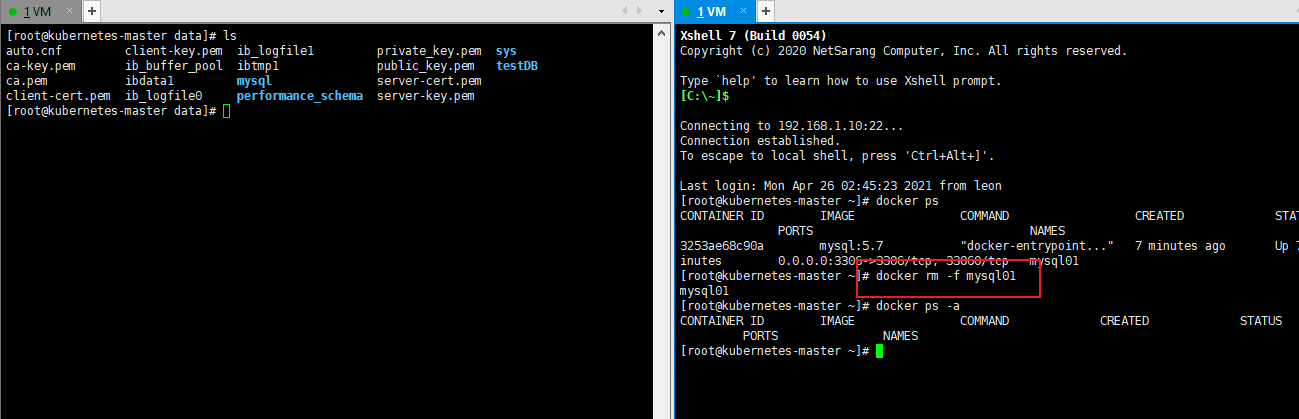 1 VM × +
[root@kubernetes-master data]# ls
auto.cnf client-key.pem ib_logfile1 private_key.pem sys
ca-key.pem ib_buffer_pool ibtmp1 public_key.pem testDB
ca.pem ibdata1 mysql server-cert.pem
client-cert.pem ib_logfile0 performance_schema server-key.pem
[root@kubernetes-master data]#
1 VM × +
Xshell 7 (Build 0054)
Copyright (c) 2020 NetSarang Computer, Inc. All rights reserved.
Type `help' to learn how to use Xshell prompt.
[C:\~]$
Connecting to 192.168.1.10:22...
Connection established.
To escape to local shell, press 'Ctrl+Alt+]'.
Last login: Mon Apr 26 02:45:23 2021 from leon
[root@kubernetes-master ~]# docker ps
CONTAINER ID IMAGE COMMAND CREATED STA
PORTS NAMES
3253ae68c90a mysql:5.7 "docker-entrypoint..." 7 minutes ago Up 7
inutes 0.0.0.0:3306->3306/tcp, 33060/tcp mysql01
[root@kubernetes-master ~]# docker rm -f mysql01
mysql01
[root@kubernetes-master ~]# docker ps -a
CONTAINER ID IMAGE COMMAND CREATED STATUS
PORTS NAMES
[root@kubernetes-master ~]#